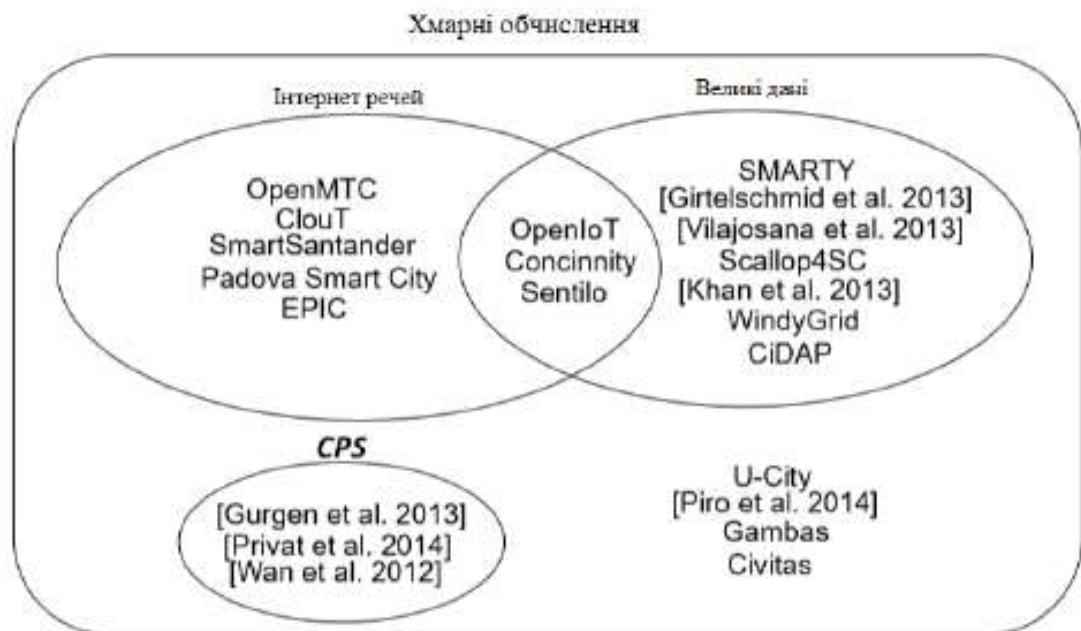 Хмарні обчислення
Інтернет речей
Великі дані
OpenMTC
ClouT
SmartSantander
Padova Smart City
EPIC
OpenIoT
Concinnity
Sentilo
SMARTY
[Girtelschmid et al. 2013]
[Vilajosana et al. 2013]
Scallop4SC
[Khan et al. 2013]
WindyGrid
CiDAP
CPS
[Gurgen et al. 2013]
[Privat et al. 2014]
[Wan et al. 2012]
U-City
[Piro et al. 2014]
Gambas
Civitas